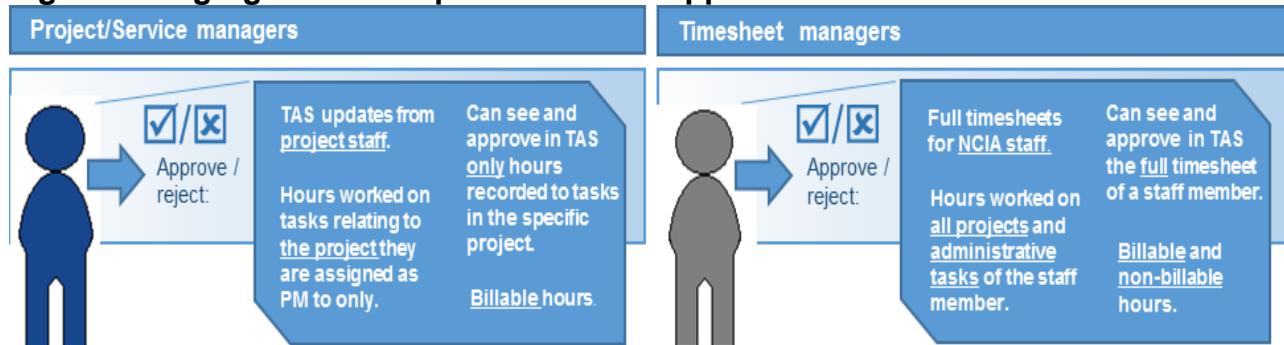 Project/Service managers
Approve /
reject:
TAS updates from
project staff.
Hours worked on
tasks relating to
the project they
are assigned as
PM to only.
Can see and
approve in TAS
only hours
recorded to tasks
in the specific
project.
Billable hours.
Timesheet managers
Approve /
reject:
Full timesheets
for NCIA staff.
Hours worked on
all projects and
administrative
tasks of the staff
member.
Can see and
approve in TAS
the full timesheet
of a staff member.
Billable and
non-billable
hours.